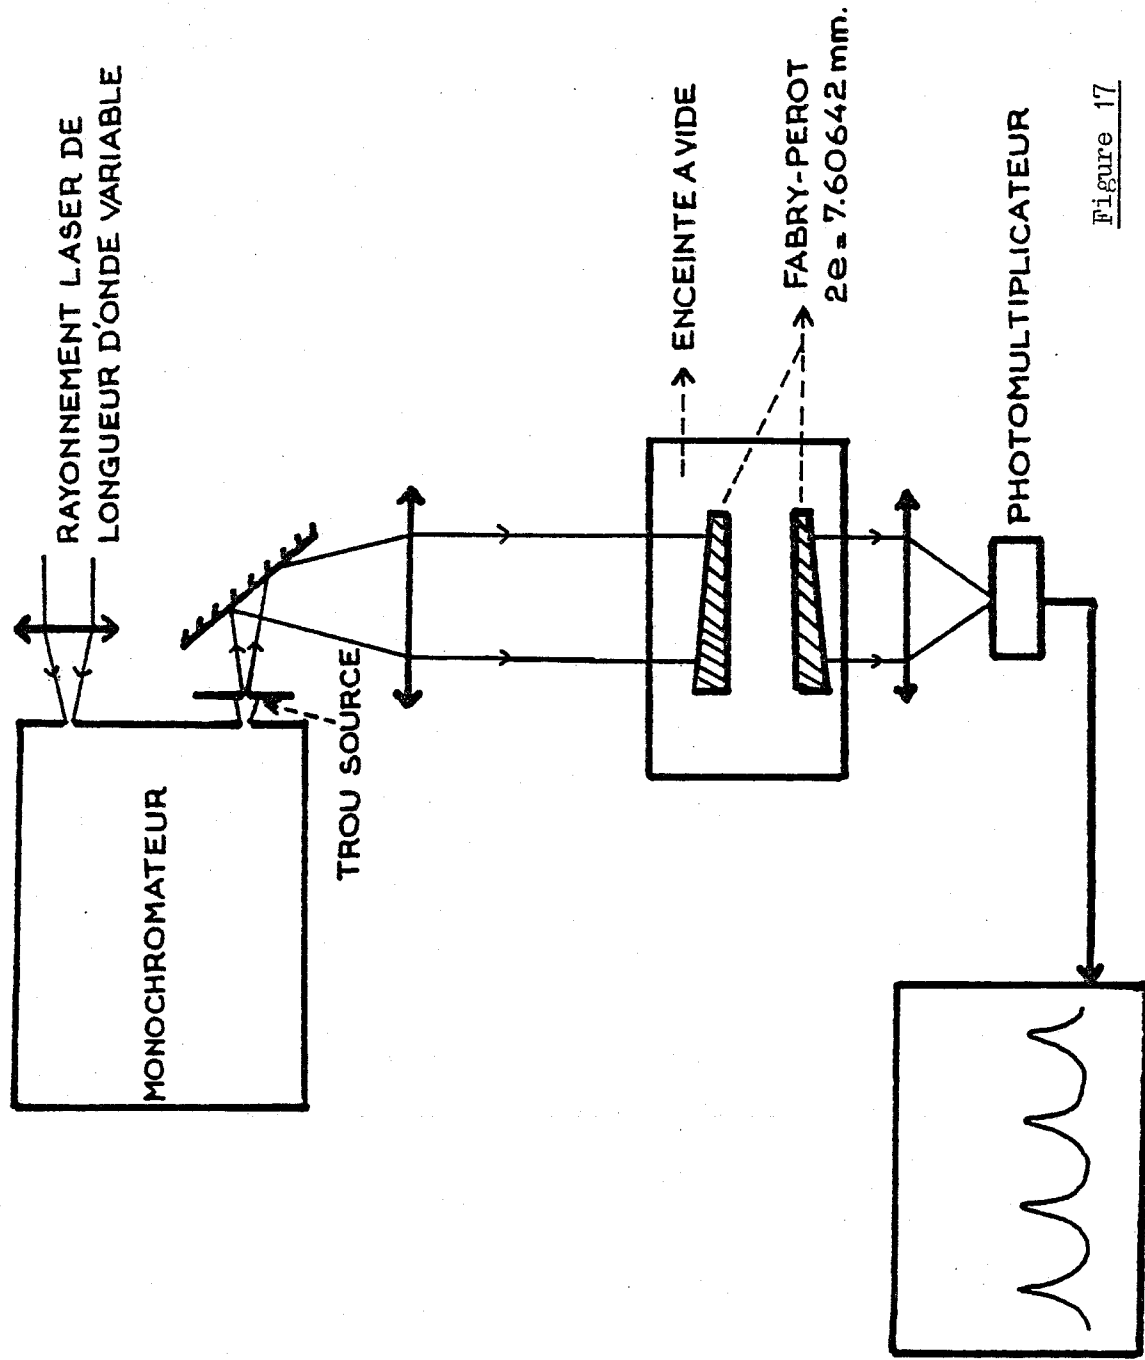 RAYONNEMENT LASER DE
LONGUEUR D'ONDE VARIABLE
MONOCHROMATEUR
TROU SOURCE
ENCEINTE A VIDE
FABRY-PEROT
2e = 7.60642 mm.
PHOTOMULTIPLICATEUR
Figure 17